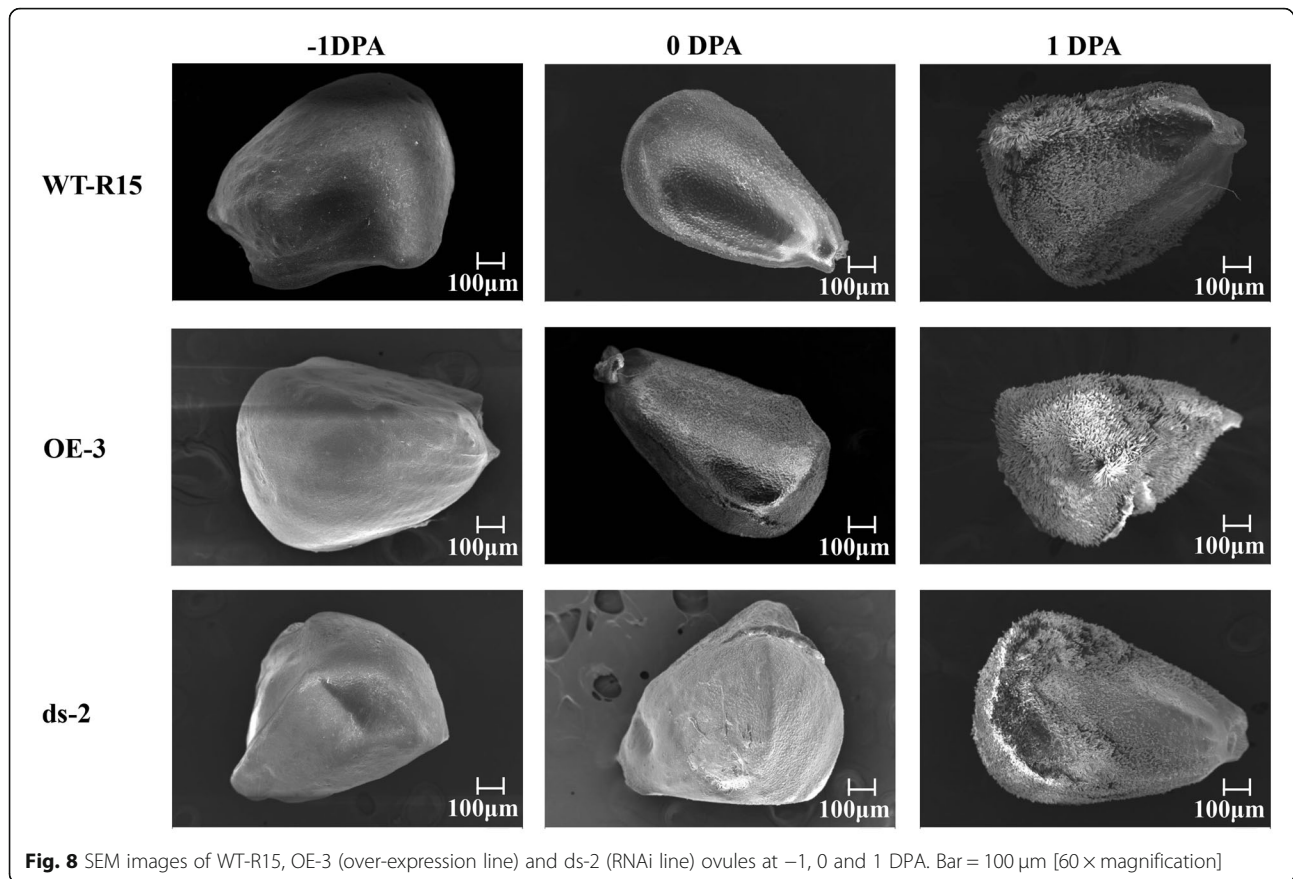 -1DPA 0 DPA 1 DPA
WT-R15
100μm 100μm 100μm
OE-3
100μm 100μm 100μm
ds-2
100μm 100μm 100μm
Fig. 8 SEM images of WT-R15, OE-3 (over-expression line) and ds-2 (RNAi line) ovules at −1, 0 and 1 DPA. Bar = 100 μm [60 × magnification]